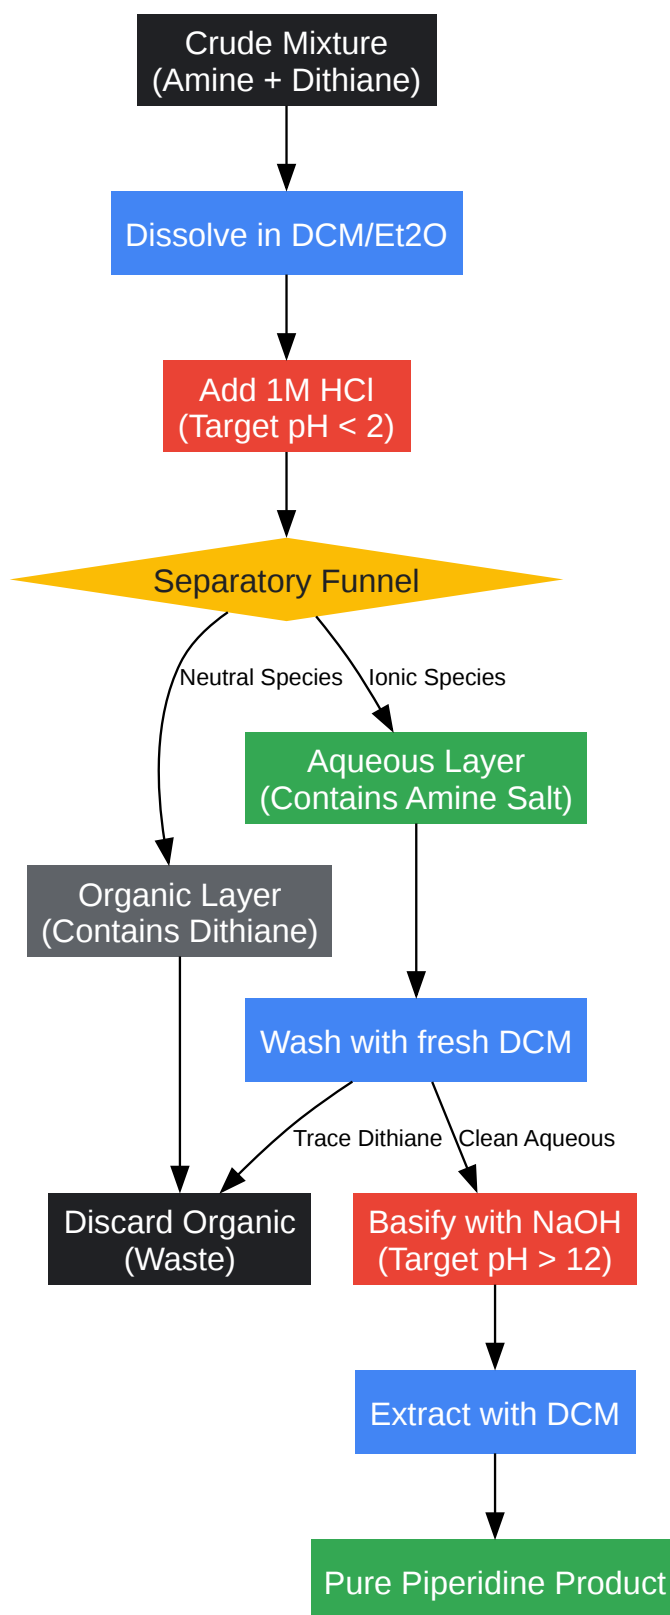 Crude Mixture
(Amine + Dithiane)
Dissolve in DCM/Et2O
Add 1M HCl
(Target pH < 2)
Separatory Funnel
Neutral Species
Ionic Species
Aqueous Layer
(Contains Amine Salt)
Organic Layer
(Contains Dithiane)
Wash with fresh DCM
Trace Dithiane
Clean Aqueous
Discard Organic
(Waste)
Basify with NaOH
(Target pH > 12)
Extract with DCM
Pure Piperidine Product